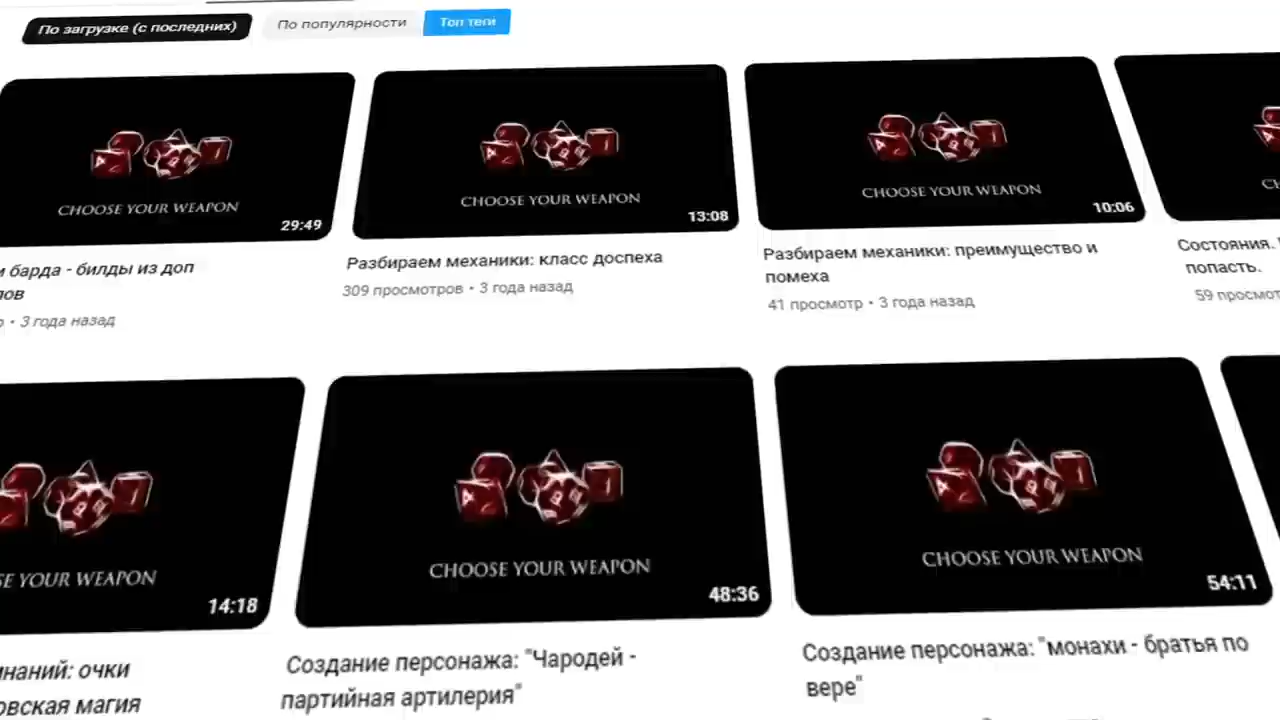 По загрузке (с последних)
По популярности
Топ теги
CHOOSE YOUR WEAPON
29:49
CHOOSE YOUR WEAPON
13:08
CHOOSE YOUR WEAPON
10:06
и барда - билды из доп
309 просмотров • 3 года назад
Разбираем механики: класс доспеха
Разбираем механики: преимущество и
помеха
41 просмотр • 3 года назад
Состояния.
попасть.
59
• 3 года назад
YOUR WEAPON
14:18
CHOOSE YOUR WEAPON
48:36
CHOOSE YOUR WEAPON
54:11
очки
магия
Создание персонажа: "Чародей -
партийная артилерия"
Создание персонажа: "монахи - братья по
вере"